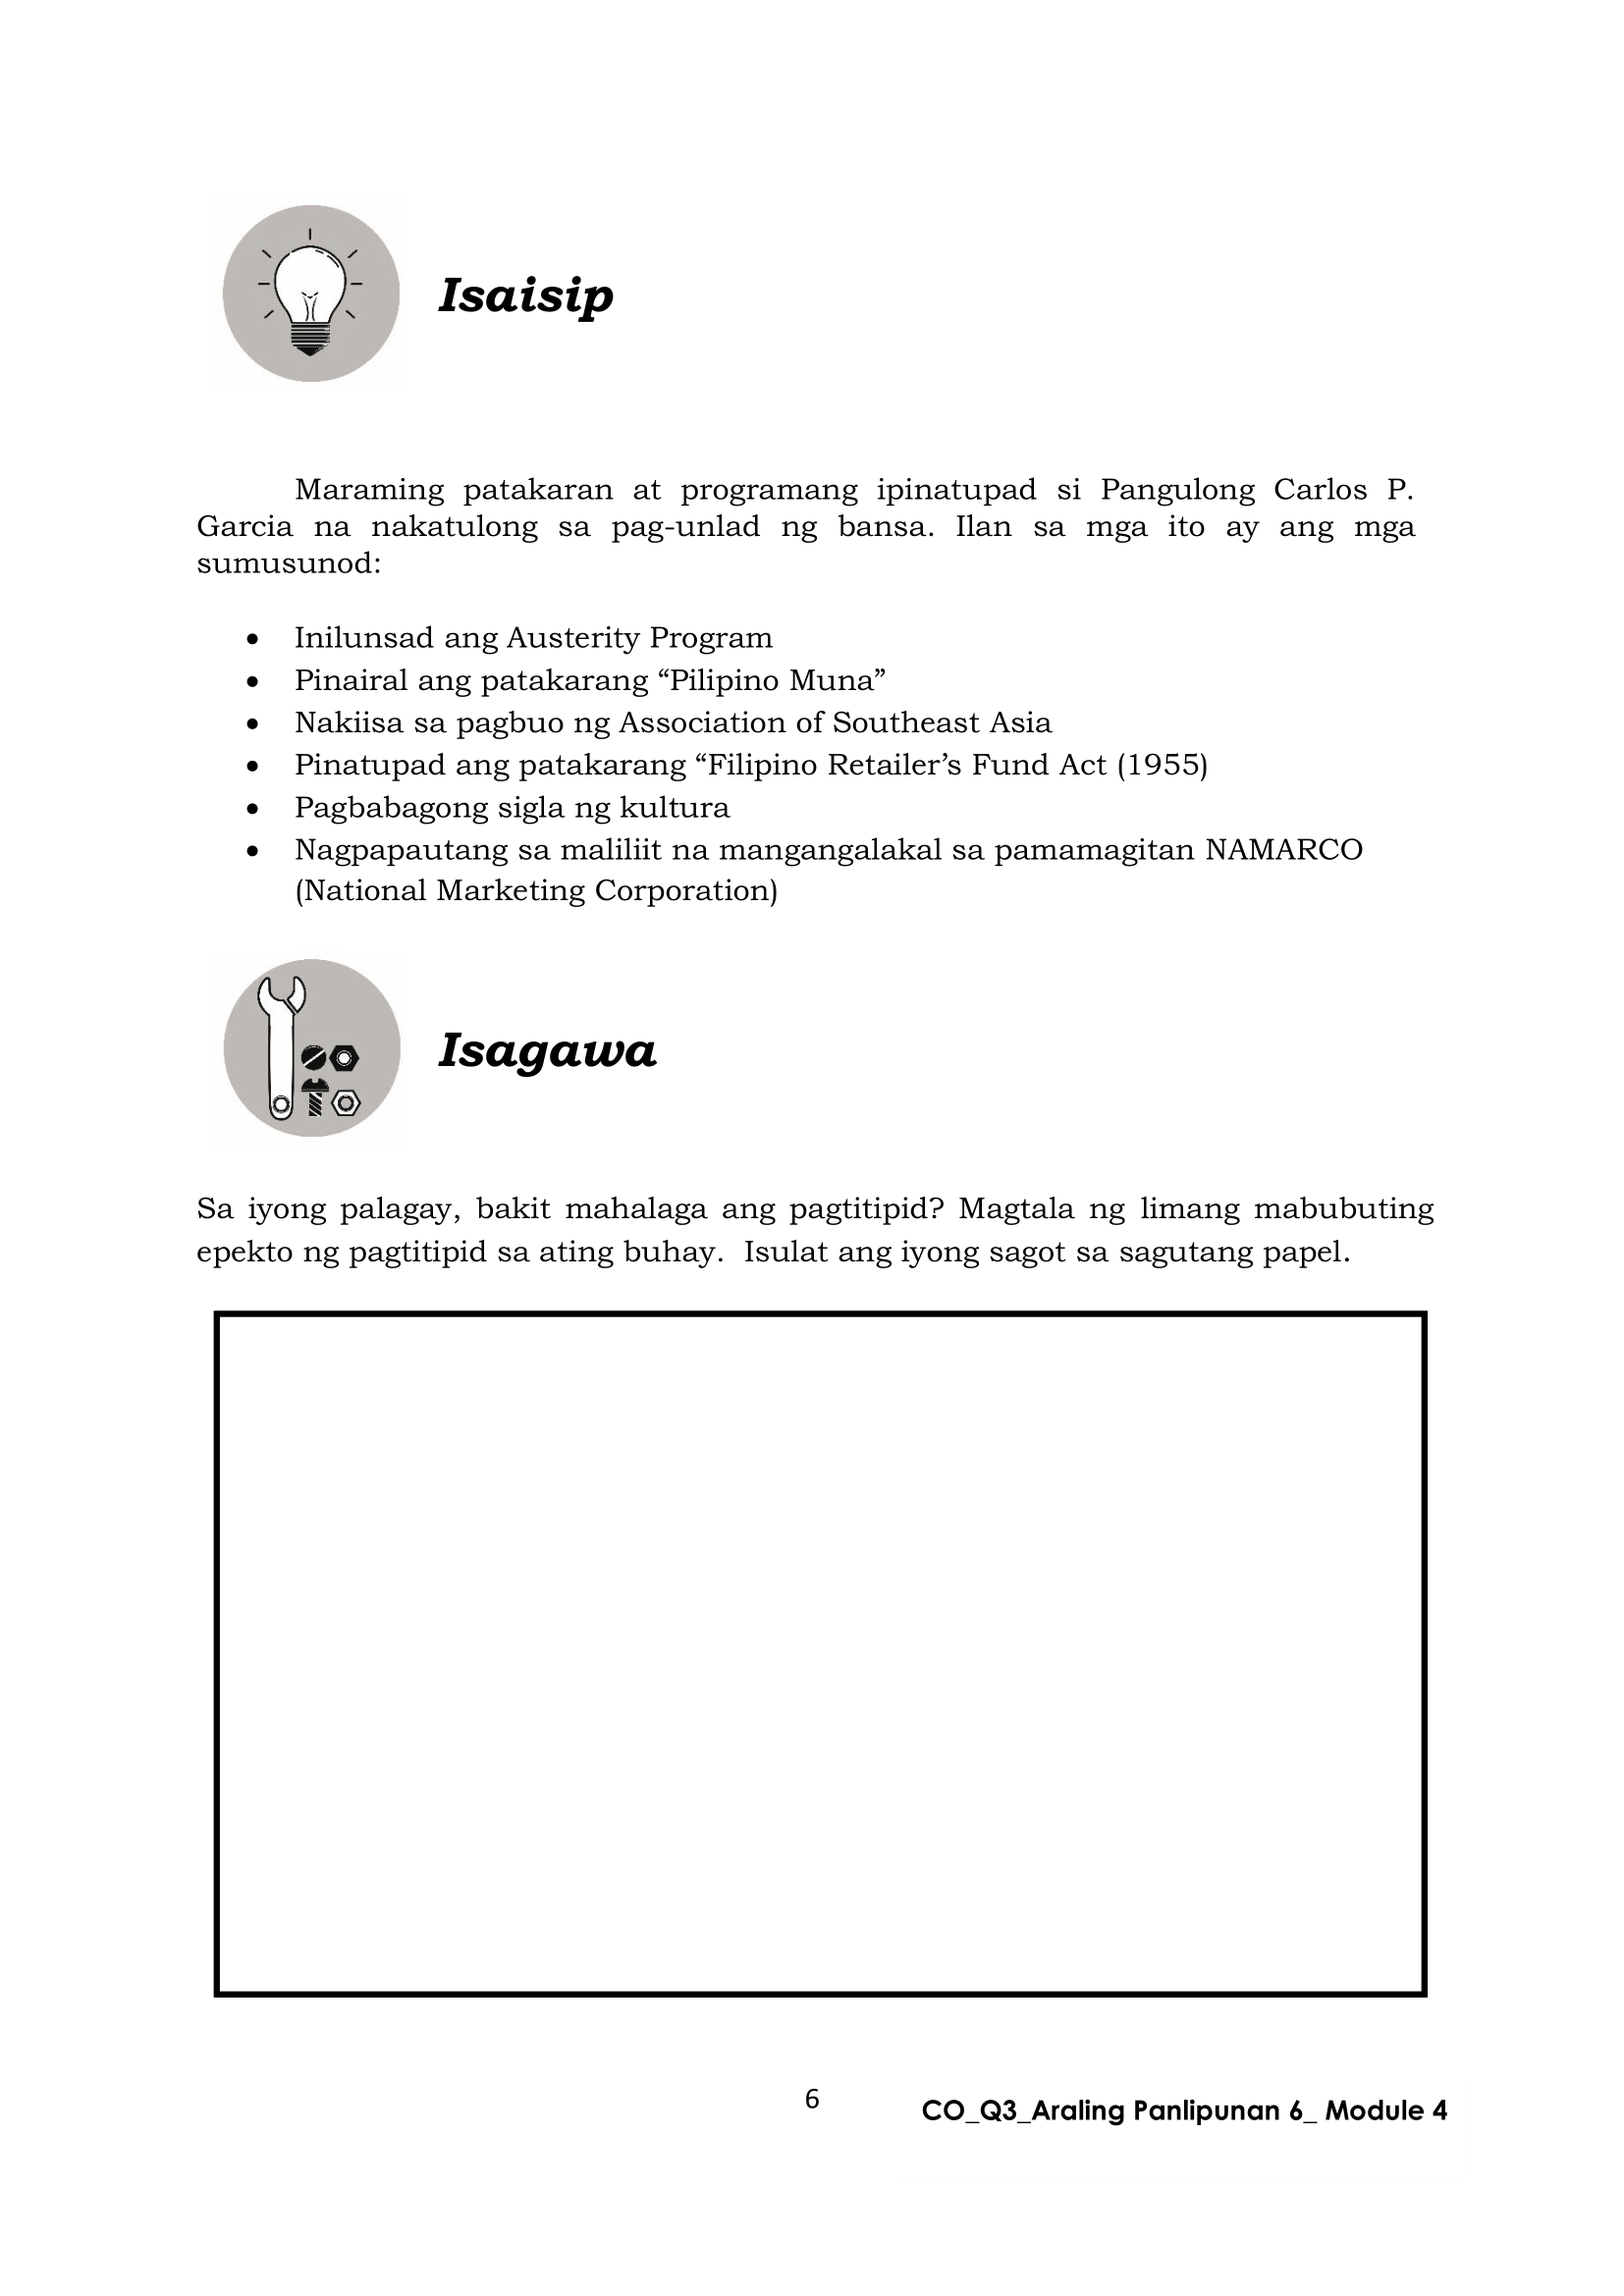 Isaisip
Maraming patakaran at programang ipinatupad si Pangulong Carlos P.
Garcia na nakatulong sa pag-unlad ng bansa. Ilan sa mga ito ay ang mga
sumusunod:
• Inilunsad ang Austerity Program
• Pinairal ang patakarang “Pilipino Muna”
• Nakiisa sa pagbuo ng Association of Southeast Asia
• Pinatupad ang patakarang “Filipino Retailer’s Fund Act (1955)
• Pagbabagong sigla ng kultura
• Nagpapautang sa maliliit na mangangalakal sa pamamagitan NAMARCO
(National Marketing Corporation)
Isagawa
Sa iyong palagay, bakit mahalaga ang pagtitipid? Magtala ng limang mabubuting
epekto ng pagtitipid sa ating buhay.  Isulat ang iyong sagot sa sagutang papel.
6
CO_Q3_Araling Panlipunan 6_ Module 4